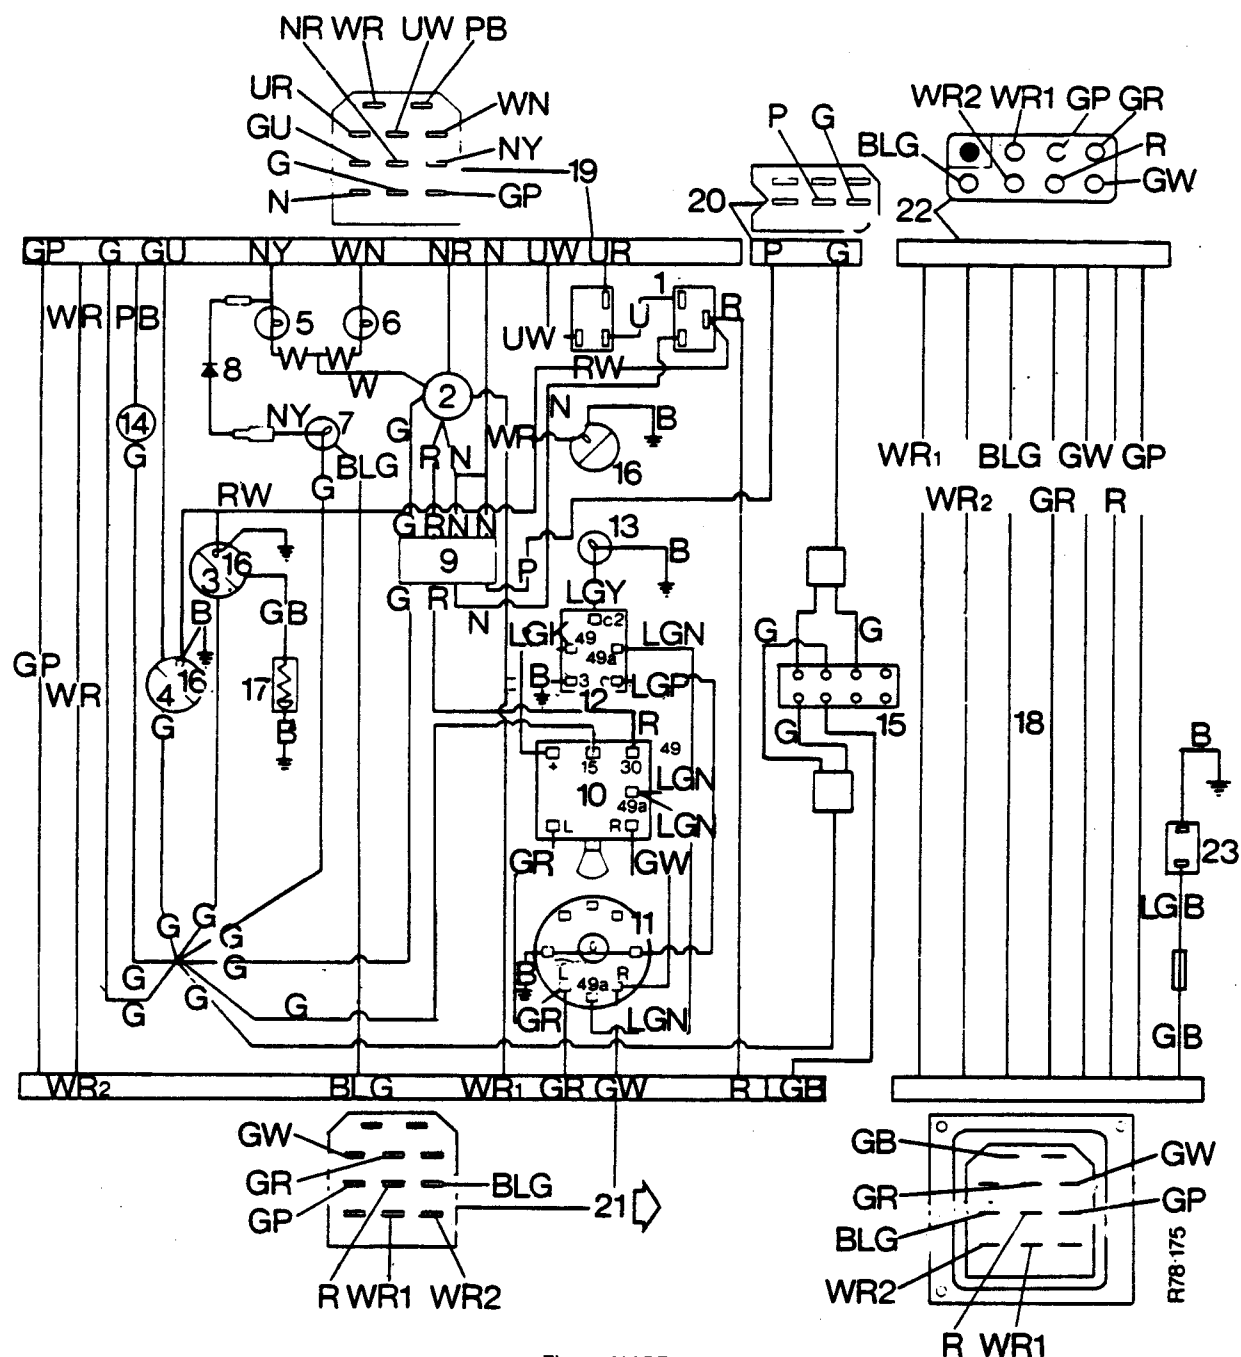 NR WR UW PB
UR
WN
GU
NY
G
19
N
GP
P G
20
WR2 WR1 GP GR
BLG
R
GW
22
GP G GU NY WN NR N UW UR
P G
WR PB
5
6
8
W W
W
2
UW
U
1
R
RW
N
14
G
NY
7
BLG
G
G
R N
WR
B
16
RW
G R N N
9
P
13
B
LGY
16
3
GB
G R
N
B
16
4
G
17
B
GP
WR
LGK
c2
49
49a
LGN
B
3
LGP
12
R
49
+ 15 30
10
49a
LGN
LGN
L R
GR
GW
11
B
L R
49a
GR
LGN
G G
G
G
G
G
G
G
G G
G
15
WR1 BLG GW GP
WR2 GR R
18
B
23
LGB
GB
WR2 BLG WR1 GR GW R LGB
GW
GR
GP
BLG
21
R WR1 WR2
GB
GW
GR
GP
BLG
WR2
R WR1
R78·175